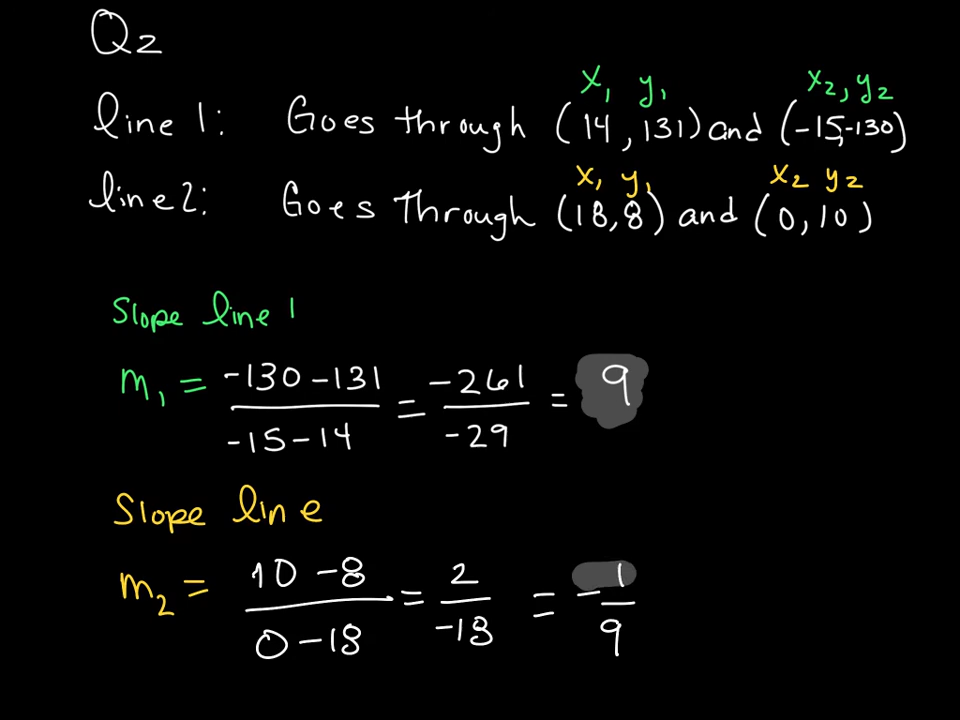 Q2
x₁ y₁ x₂, y₂
line 1: Goes through (14, 131) and (-15,-130)
x₁ y₁ x₂ y₂
line 2: Goes through (18, 8) and (0, 10)
Slope line 1
m₁ = -130 - 131 / -15 - 14 = -261 / -29 = 9
Slope line
m₂ = 10 - 8 / 0 - 18 = 2 / -18 = - 1 / 9